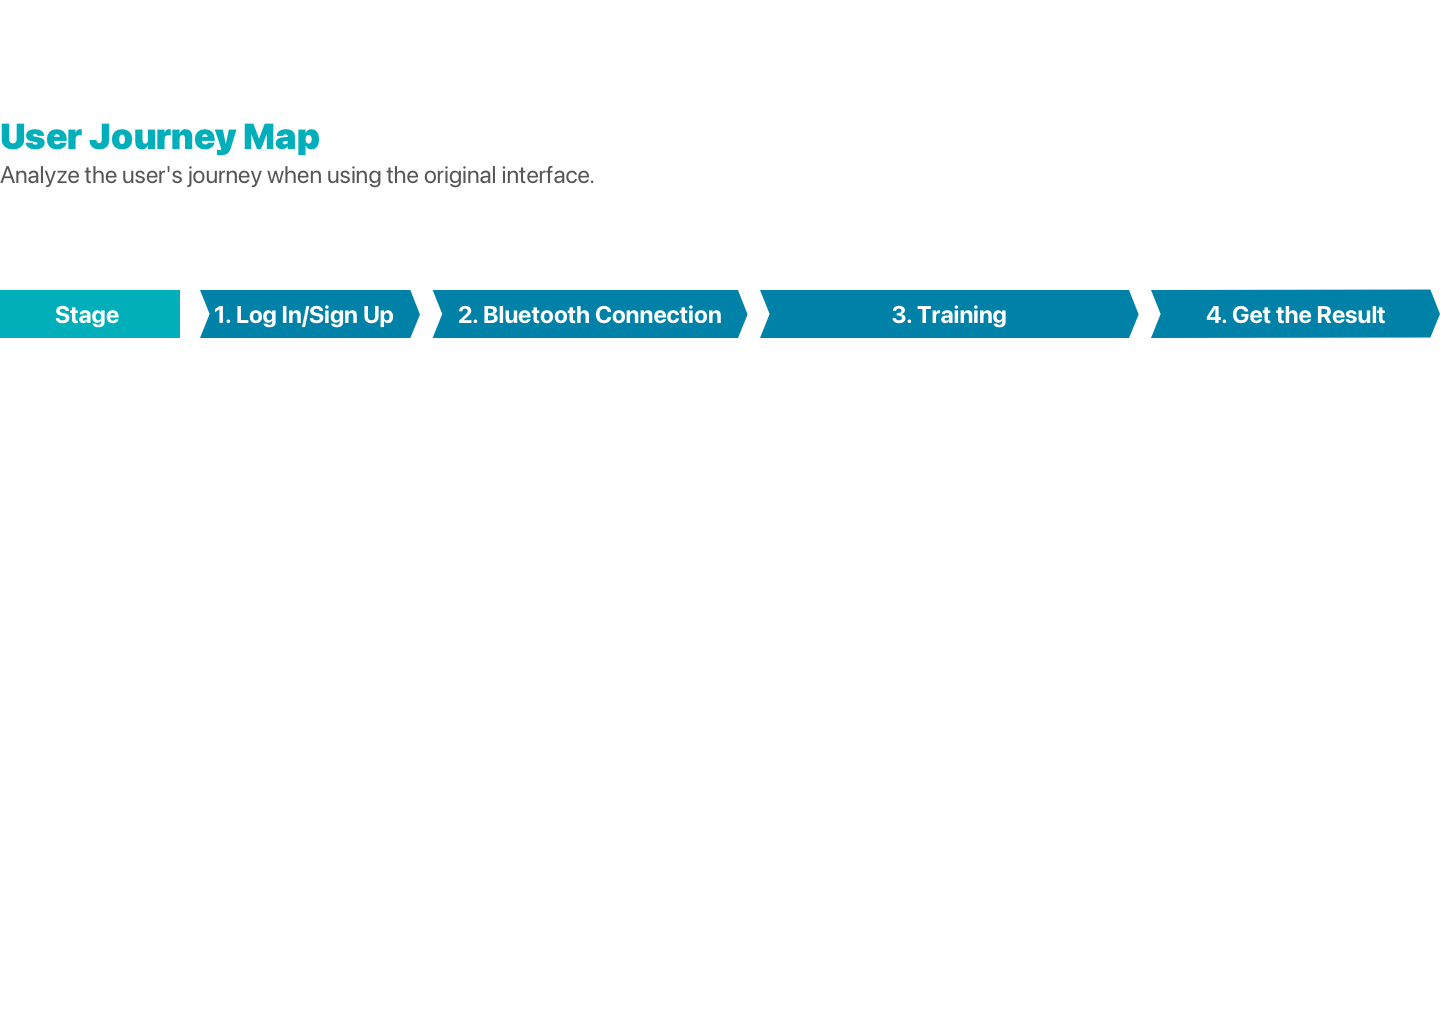 User Journey Map
Analyze the user's journey when using the original interface.
Stage
1. Log In/Sign Up
2. Bluetooth Connection
3. Training
4. Get the Result